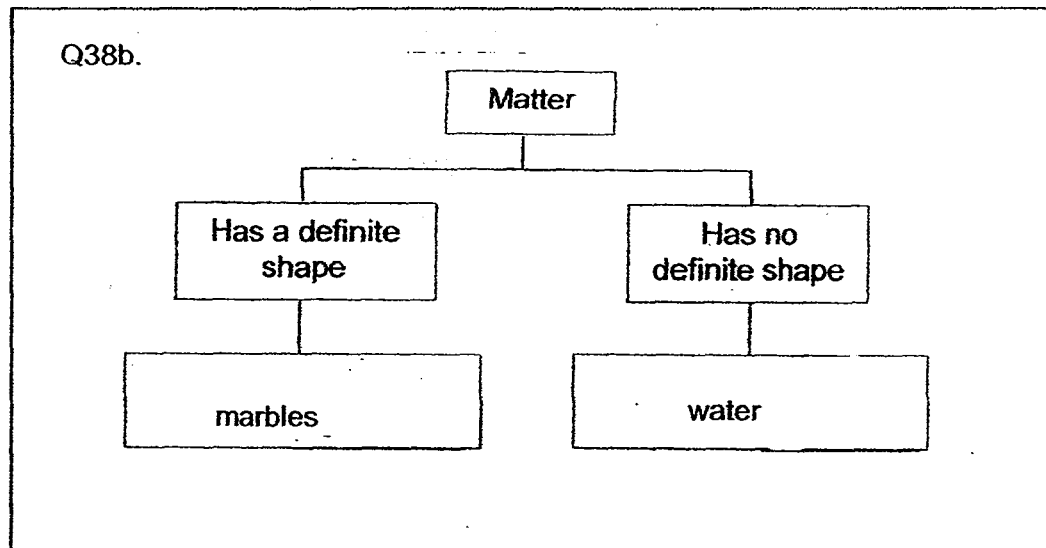 Q38b.
Matter
Has a definite
shape
Has no
definite shape
marbles
water